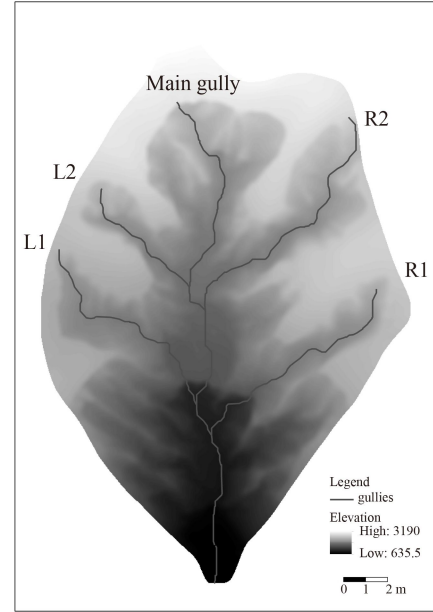 Main gully
R2
L2
L1
R1
Legend
gullies
Elevation
High: 3190
Low: 635.5
0 1 2 m